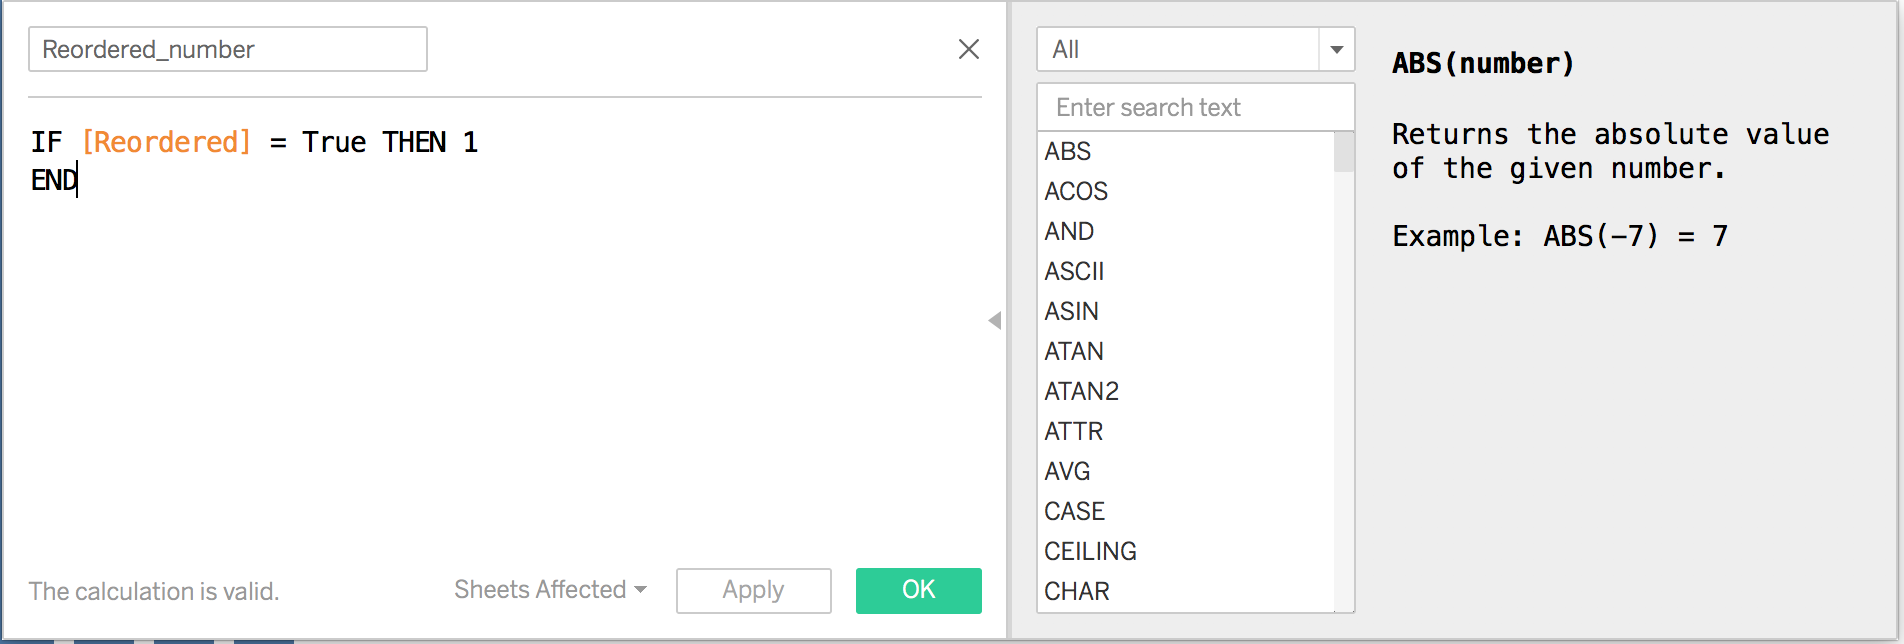 Reordered_number
IF [Reordered] = True THEN 1
END
The calculation is valid.
Sheets Affected
Apply
OK
All
Enter search text
ABS
ACOS
AND
ASCII
ASIN
ATAN
ATAN2
ATTR
AVG
CASE
CEILING
CHAR
ABS(number)
Returns the absolute value
of the given number.
Example: ABS(-7) = 7